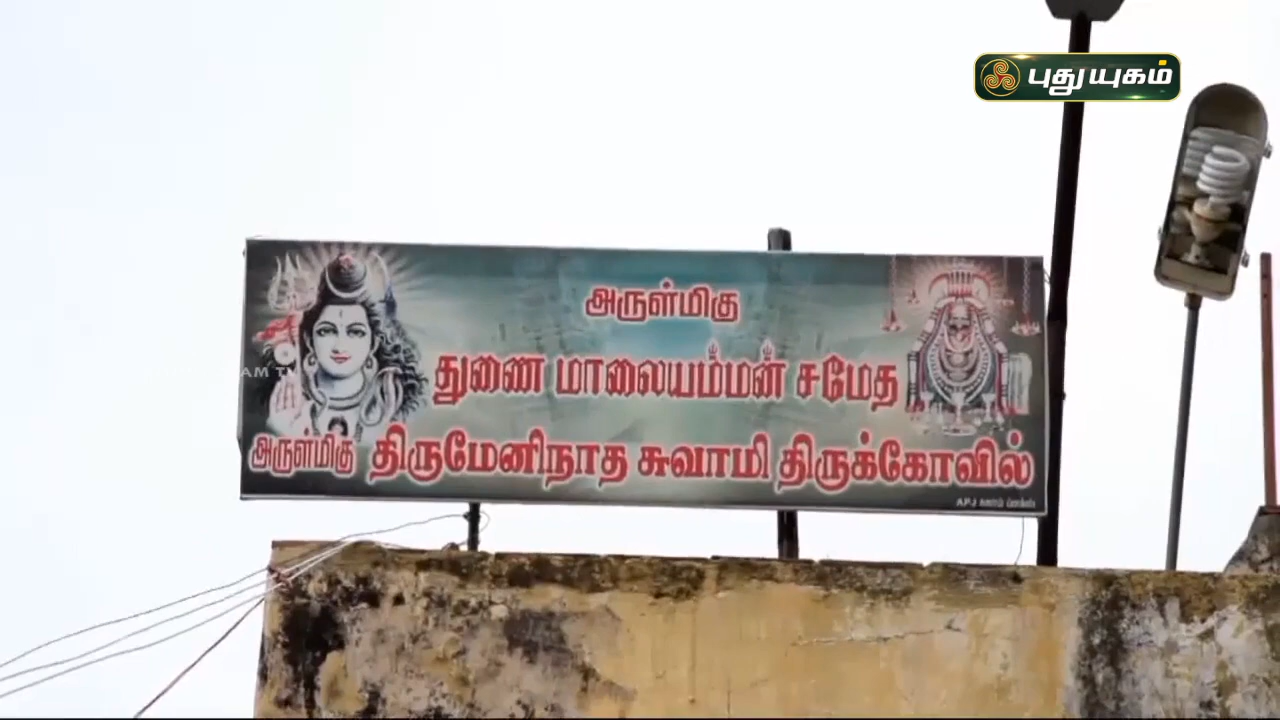 புதுயுகம்
அருள்மிகு
துணை மாலையம்மன் சமேத
அருள்மிகு திருமேனிநாத சுவாமி திருக்கோவில்